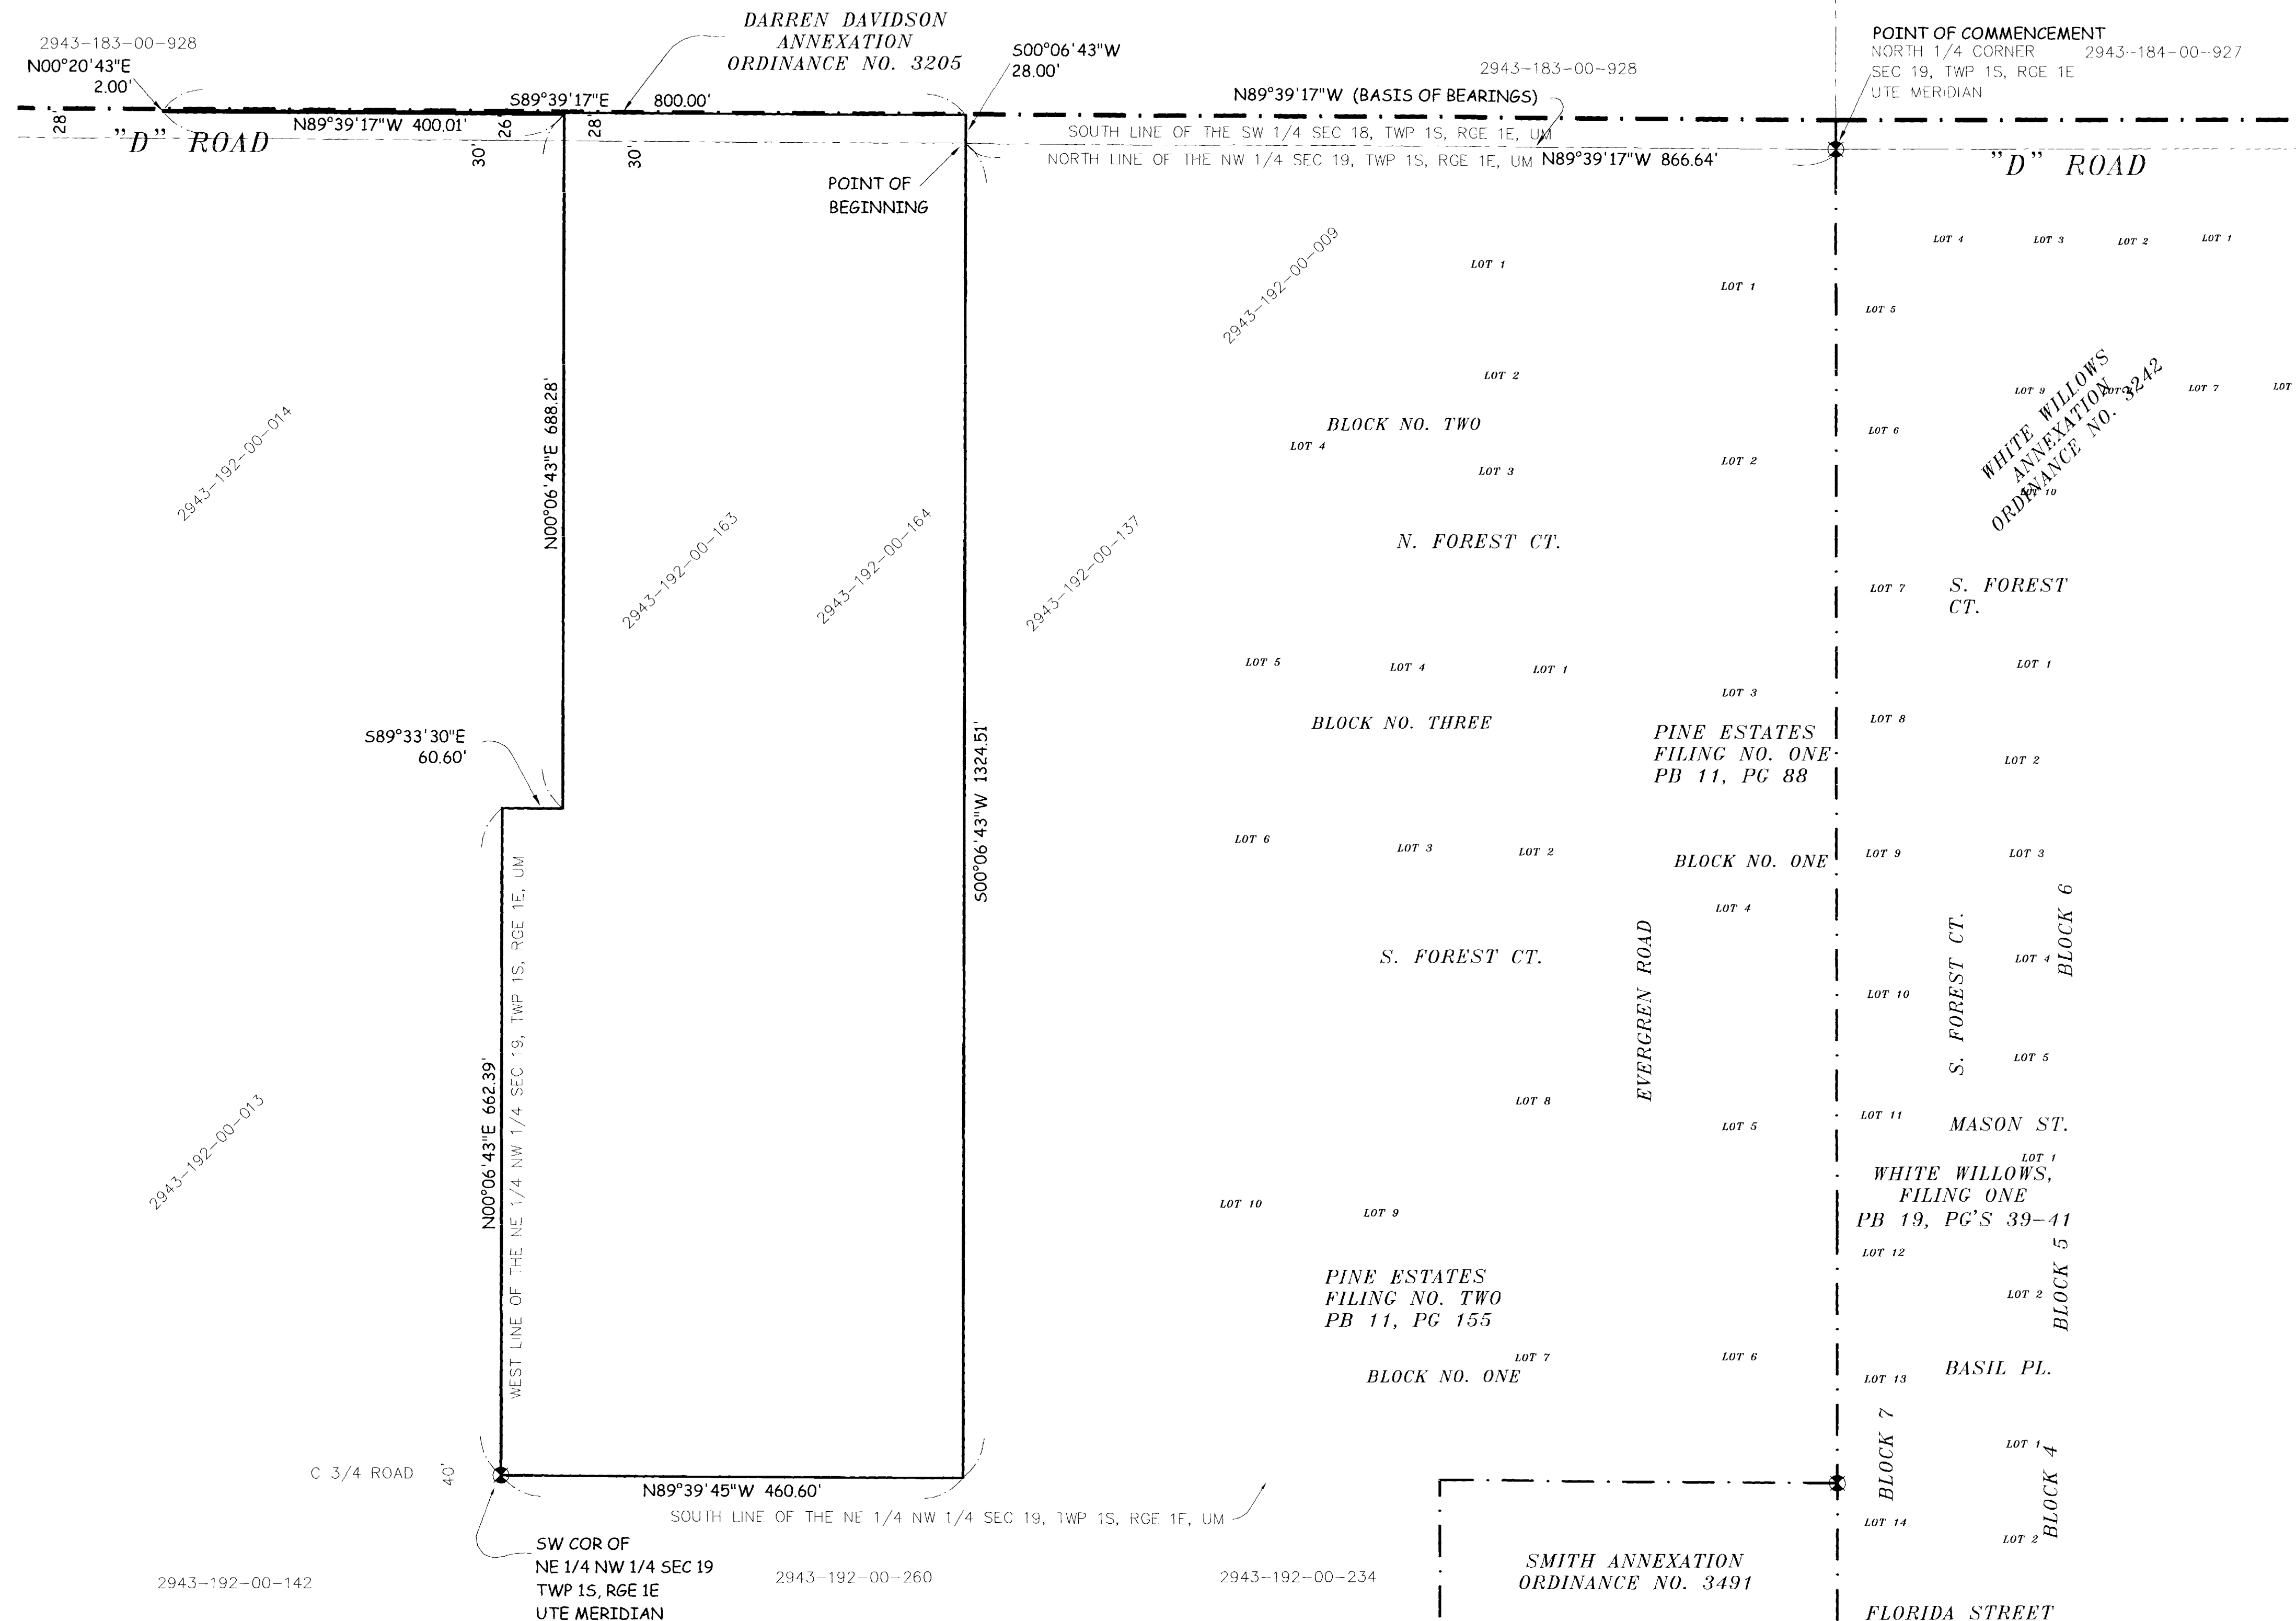 DARREN DAVIDSON
ANNEXATION
ORDINANCE NO. 3205
2943-183-00-928
N00°20'43"E
2.00'
S00°06'43"W
28.00'
2943-183-00-928
POINT OF COMMENCEMENT
NORTH 1/4 CORNER
SEC 19, TWP 1S, RGE 1E
UTE MERIDIAN
2943-184-00-927
S89°39'17"E 800.00'
N89°39'17"W (BASIS OF BEARINGS)
28'
N89°39'17"W 400.01'
26'
28'
"D" ROAD
30'
30'
SOUTH LINE OF THE SW 1/4 SEC 18, TWP 1S, RGE 1E, UM
NORTH LINE OF THE NW 1/4 SEC 19, TWP 1S, RGE 1E, UM
N89°39'17"W 866.64'
"D" ROAD
POINT OF
BEGINNING
2943-192-00-009
LOT 1
LOT 1
LOT 4
LOT 3
LOT 2
LOT 1
LOT 5
LOT 2
BLOCK NO. TWO
LOT 4
LOT 3
LOT 2
LOT 6
LOT 9
LOT 7
LOT
WHITE WILLOWS
ANNEXATION
ORDINANCE NO. 3242
LOT 10
2943-192-00-014
N00°06'43"E 688.28'
2943-192-00-163
2943-192-00-164
2943-192-00-137
N. FOREST CT.
LOT 7
S. FOREST
CT.
LOT 5
LOT 4
LOT 1
LOT 3
LOT 1
BLOCK NO. THREE
PINE ESTATES
FILING NO. ONE
PB 11, PG 88
LOT 8
LOT 2
S89°33'30"E
60.60'
S00°06'43"W 1324.51'
LOT 6
LOT 3
LOT 2
BLOCK NO. ONE
LOT 9
LOT 3
LOT 4
BLOCK 6
S. FOREST CT.
EVERGREEN ROAD
S. FOREST CT.
LOT 4
LOT 10
LOT 5
WEST LINE OF THE NE 1/4 NW 1/4 SEC 19, TWP 1S, RGE 1E, UM
N00°06'43"E 662.39'
2943-192-00-013
LOT 8
LOT 5
LOT 11
MASON ST.
LOT 1
WHITE WILLOWS,
FILING ONE
PB 19, PG'S 39-41
LOT 10
LOT 9
LOT 12
LOT 2
BLOCK 5
PINE ESTATES
FILING NO. TWO
PB 11, PG 155
LOT 7
LOT 6
BLOCK NO. ONE
BASIL PL.
LOT 13
BLOCK 7
LOT 1
BLOCK 4
C 3/4 ROAD
40'
N89°39'45"W 460.60'
SOUTH LINE OF THE NE 1/4 NW 1/4 SEC 19, TWP 1S, RGE 1E, UM
LOT 14
LOT 2
SW COR OF
NE 1/4 NW 1/4 SEC 19
TWP 1S, RGE 1E
UTE MERIDIAN
2943-192-00-142
2943-192-00-260
2943-192-00-234
SMITH ANNEXATION
ORDINANCE NO. 3491
FLORIDA STREET